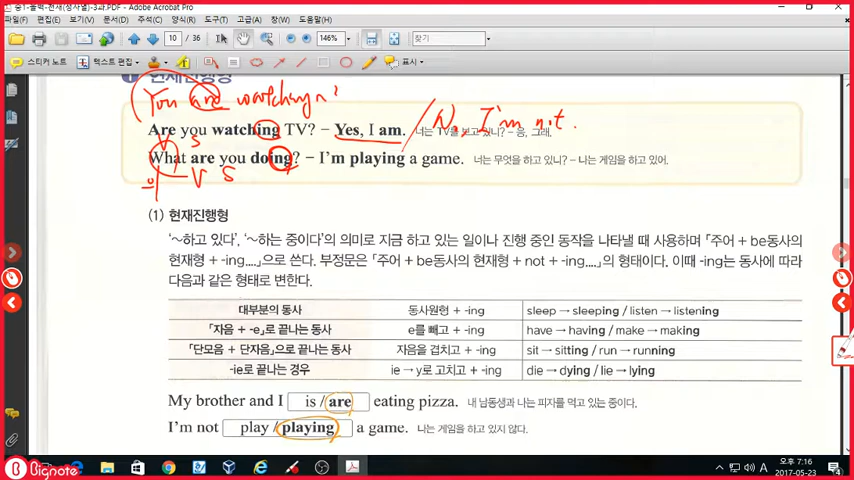 중1-볼백-천재(정사열)-3과.PDF - Adobe Acrobat Pro
파일(F) 편집(E) 보기(V) 문서(D) 주석(C) 양식(R) 도구(T) 고급(A) 창(W) 도움말(H)
10 / 36 146% 찾기
스티커 노트 텍스트 편집 표시
현재진행형
You are watching
Are you watching TV? – Yes, I am. / No, I'm not. 너는 TV를 보고 있니? – 응, 그래.
V S
What are you doing? – I'm playing a game. 너는 무엇을 하고 있니? – 나는 게임을 하고 있어.
V S
(1) 현재진행형
'~하고 있다', '~하는 중이다'의 의미로 지금 하고 있는 일이나 진행 중인 동작을 나타낼 때 사용하며 「주어 + be동사의
현재형 + -ing....」으로 쓴다. 부정문은 「주어 + be동사의 현재형 + not + -ing....」의 형태이다. 이때 -ing는 동사에 따라
다음과 같은 형태로 변한다.
대부분의 동사 동사원형 + -ing sleep → sleeping / listen → listening
「자음 + -e」로 끝나는 동사 e를 빼고 + -ing have → having / make → making
「단모음 + 단자음」으로 끝나는 동사 자음을 겹치고 + -ing sit → sitting / run → running
-ie로 끝나는 경우 ie → y로 고치고 + -ing die → dying / lie → lying
My brother and I is / are eating pizza. 내 남동생과 나는 피자를 먹고 있는 중이다.
I'm not play / playing a game. 나는 게임을 하고 있지 않다.
Bignote
A 오후 7:16
2017-05-23